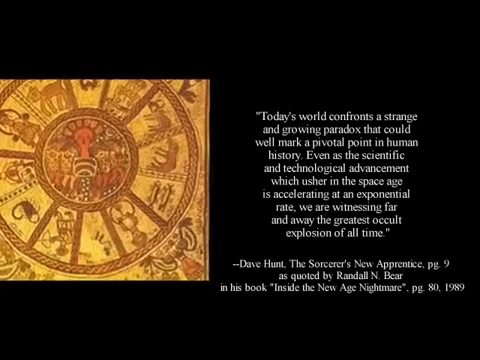 "Today's world confronts a strange
and growing paradox that could
well mark a pivotal point in human
history. Even as the scientific
and technological advancement
which usher in the space age
is accelerating at an exponential
rate, we are witnessing far
and away the greatest occult
explosion of all time."
--Dave Hunt, The Sorcerer's New Apprentice, pg. 9
as quoted by Randall N. Bear
in his book "Inside the New Age Nightmare", pg. 80, 1989